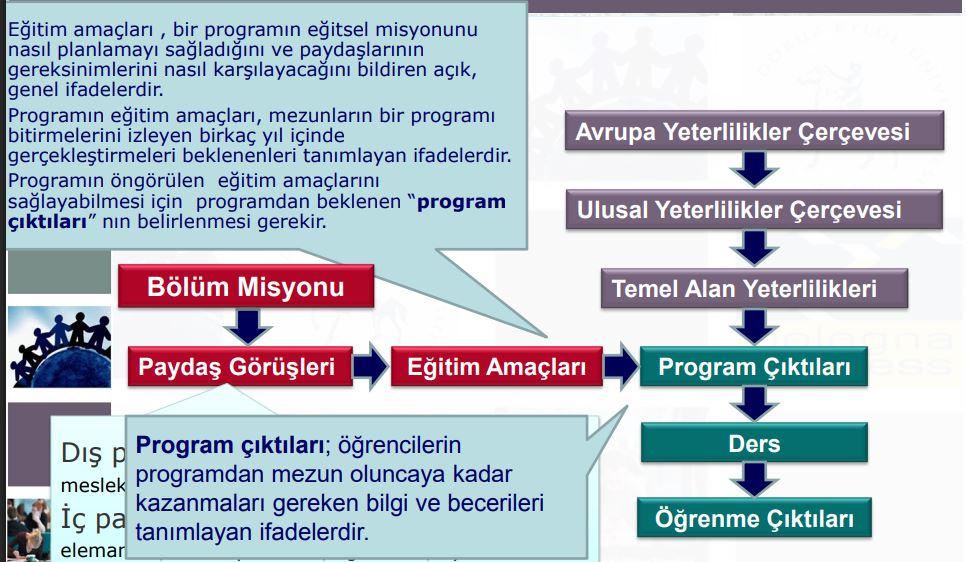 Eğitim amaçları , bir programın eğitsel misyonunu
nasıl planlamayı sağladığını ve paydaşlarının
gereksinimlerini nasıl karşılayacağını bildiren açık,
genel ifadelerdir.
Programın eğitim amaçları, mezunların bir programı
bitirmelerini izleyen birkaç yıl içinde
gerçekleştirmeleri beklenenleri tanımlayan ifadelerdir.
Programın öngörülen eğitim amaçlarını
sağlayabilmesi için programdan beklenen “program
çıktıları” nın belirlenmesi gerekir.
Avrupa Yeterlilikler Çerçevesi
Ulusal Yeterlilikler Çerçevesi
Temel Alan Yeterlilikleri
Bölüm Misyonu
Paydaş Görüşleri
Eğitim Amaçları
Program Çıktıları
Ders
Öğrenme Çıktıları
Program çıktıları; öğrencilerin
programdan mezun oluncaya kadar
kazanmaları gereken bilgi ve becerileri
tanımlayan ifadelerdir.
Dış p
meslek
İç pa
eleman